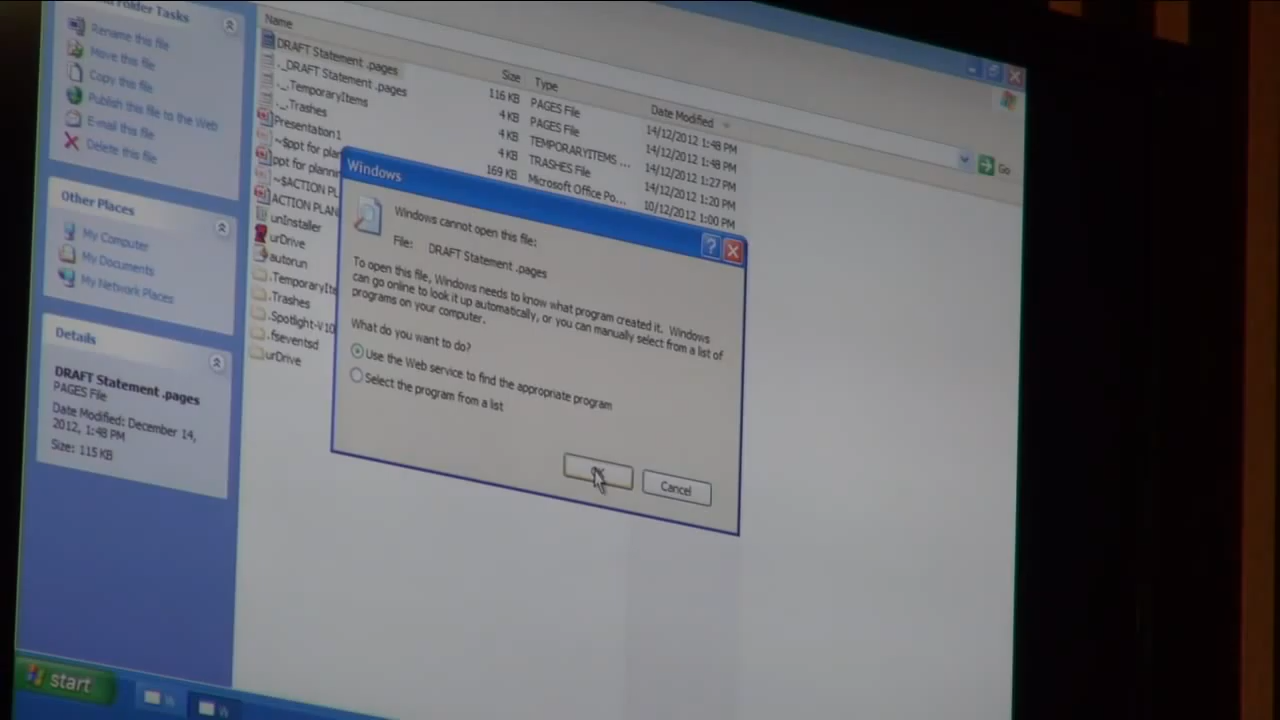 Folder Tasks
Rename this file
Move this file
Copy this file
Publish this file to the Web
E-mail this file
Delete this file
Other Places
My Computer
My Documents
My Network Places
Details
DRAFT Statement .pages
PAGES File
Date Modified: December 14,
2012, 1:48 PM
Size: 115 KB
Name Size Type Date Modified
DRAFT Statement .pages 116 KB PAGES File 14/12/2012 1:48 PM
._DRAFT Statement .pages 4 KB PAGES File 14/12/2012 1:48 PM
._.TemporaryItems 4 KB TEMPORARYITEMS ... 14/12/2012 1:27 PM
._.Trashes 4 KB TRASHES File 14/12/2012 1:20 PM
Presentation1 169 KB Microsoft Office Po... 10/12/2012 1:00 PM
~$ppt for plan
ppt for plannin
~$ACTION PL
ACTION PLAN
unInstaller
urDrive
autorun
.TemporaryIte
.Trashes
.Spotlight-V10
.fseventsd
urDrive
Go
Windows
Windows cannot open this file:
File: DRAFT Statement .pages
To open this file, Windows needs to know what program created it. Windows
can go online to look it up automatically, or you can manually select from a list of
programs on your computer.
What do you want to do?
Use the Web service to find the appropriate program
Select the program from a list
OK
Cancel
start